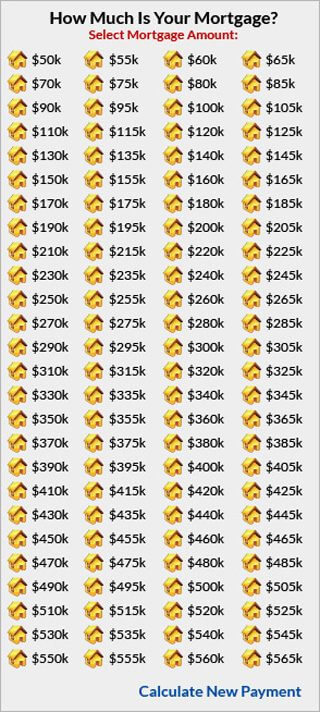 How Much Is Your Mortgage?
Select Mortgage Amount:
$50k $55k $60k $65k
$70k $75k $80k $85k
$90k $95k $100k $105k
$110k $115k $120k $125k
$130k $135k $140k $145k
$150k $155k $160k $165k
$170k $175k $180k $185k
$190k $195k $200k $205k
$210k $215k $220k $225k
$230k $235k $240k $245k
$250k $255k $260k $265k
$270k $275k $280k $285k
$290k $295k $300k $305k
$310k $315k $320k $325k
$330k $335k $340k $345k
$350k $355k $360k $365k
$370k $375k $380k $385k
$390k $395k $400k $405k
$410k $415k $420k $425k
$430k $435k $440k $445k
$450k $455k $460k $465k
$470k $475k $480k $485k
$490k $495k $500k $505k
$510k $515k $520k $525k
$530k $535k $540k $545k
$550k $555k $560k $565k
Calculate New Payment